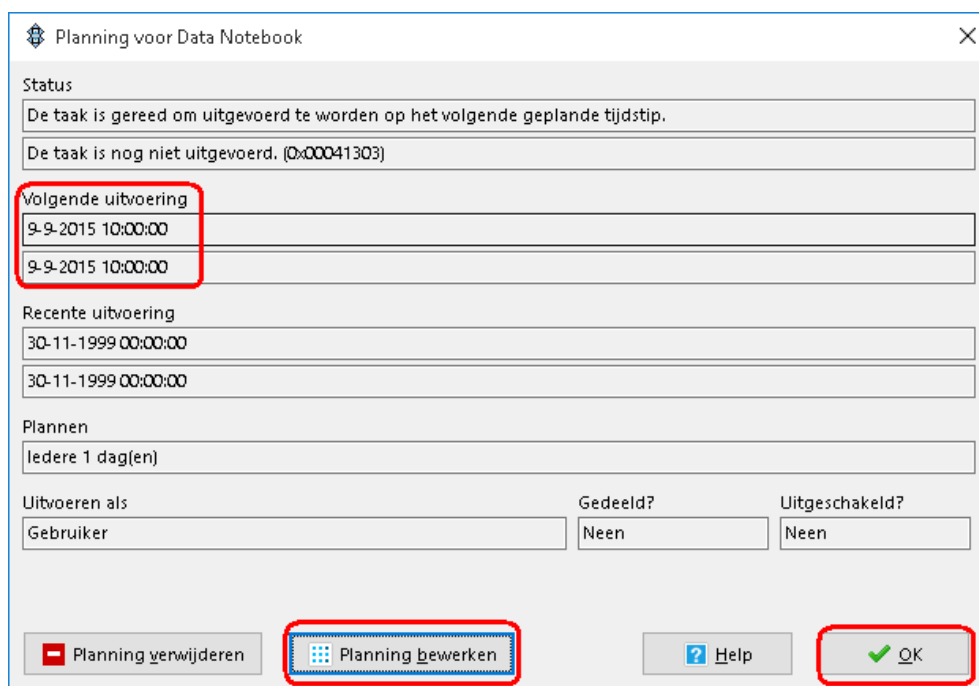 Planning voor Data Notebook
Status
De taak is gereed om uitgevoerd te worden op het volgende geplande tijdstip.
De taak is nog niet uitgevoerd. (0x00041303)
Volgende uitvoering
9-9-2015 10:00:00
9-9-2015 10:00:00
Recente uitvoering
30-11-1999 00:00:00
30-11-1999 00:00:00
Plannen
Iedere 1 dag(en)
Uitvoeren als Gedeeld? Uitgeschakeld?
Gebruiker Neen Neen
Planning verwijderen Planning bewerken Help OK